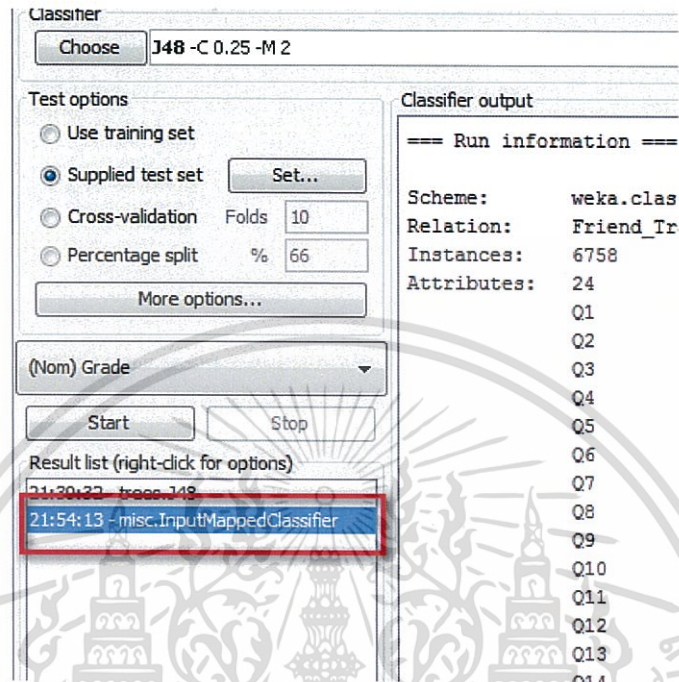 Classifier
Choose J48 -C 0.25 -M 2
Test options
Use training set
Supplied test set Set...
Cross-validation Folds 10
Percentage split % 66
More options...
(Nom) Grade
Start Stop
Result list (right-click for options)
21:30:32 - trees.J48
21:54:13 - misc.InputMappedClassifier
Classifier output
=== Run information ===
Scheme: weka.clas
Relation: Friend_Tr
Instances: 6758
Attributes: 24
Q1
Q2
Q3
Q4
Q5
Q6
Q7
Q8
Q9
Q10
Q11
Q12
Q13
Q14